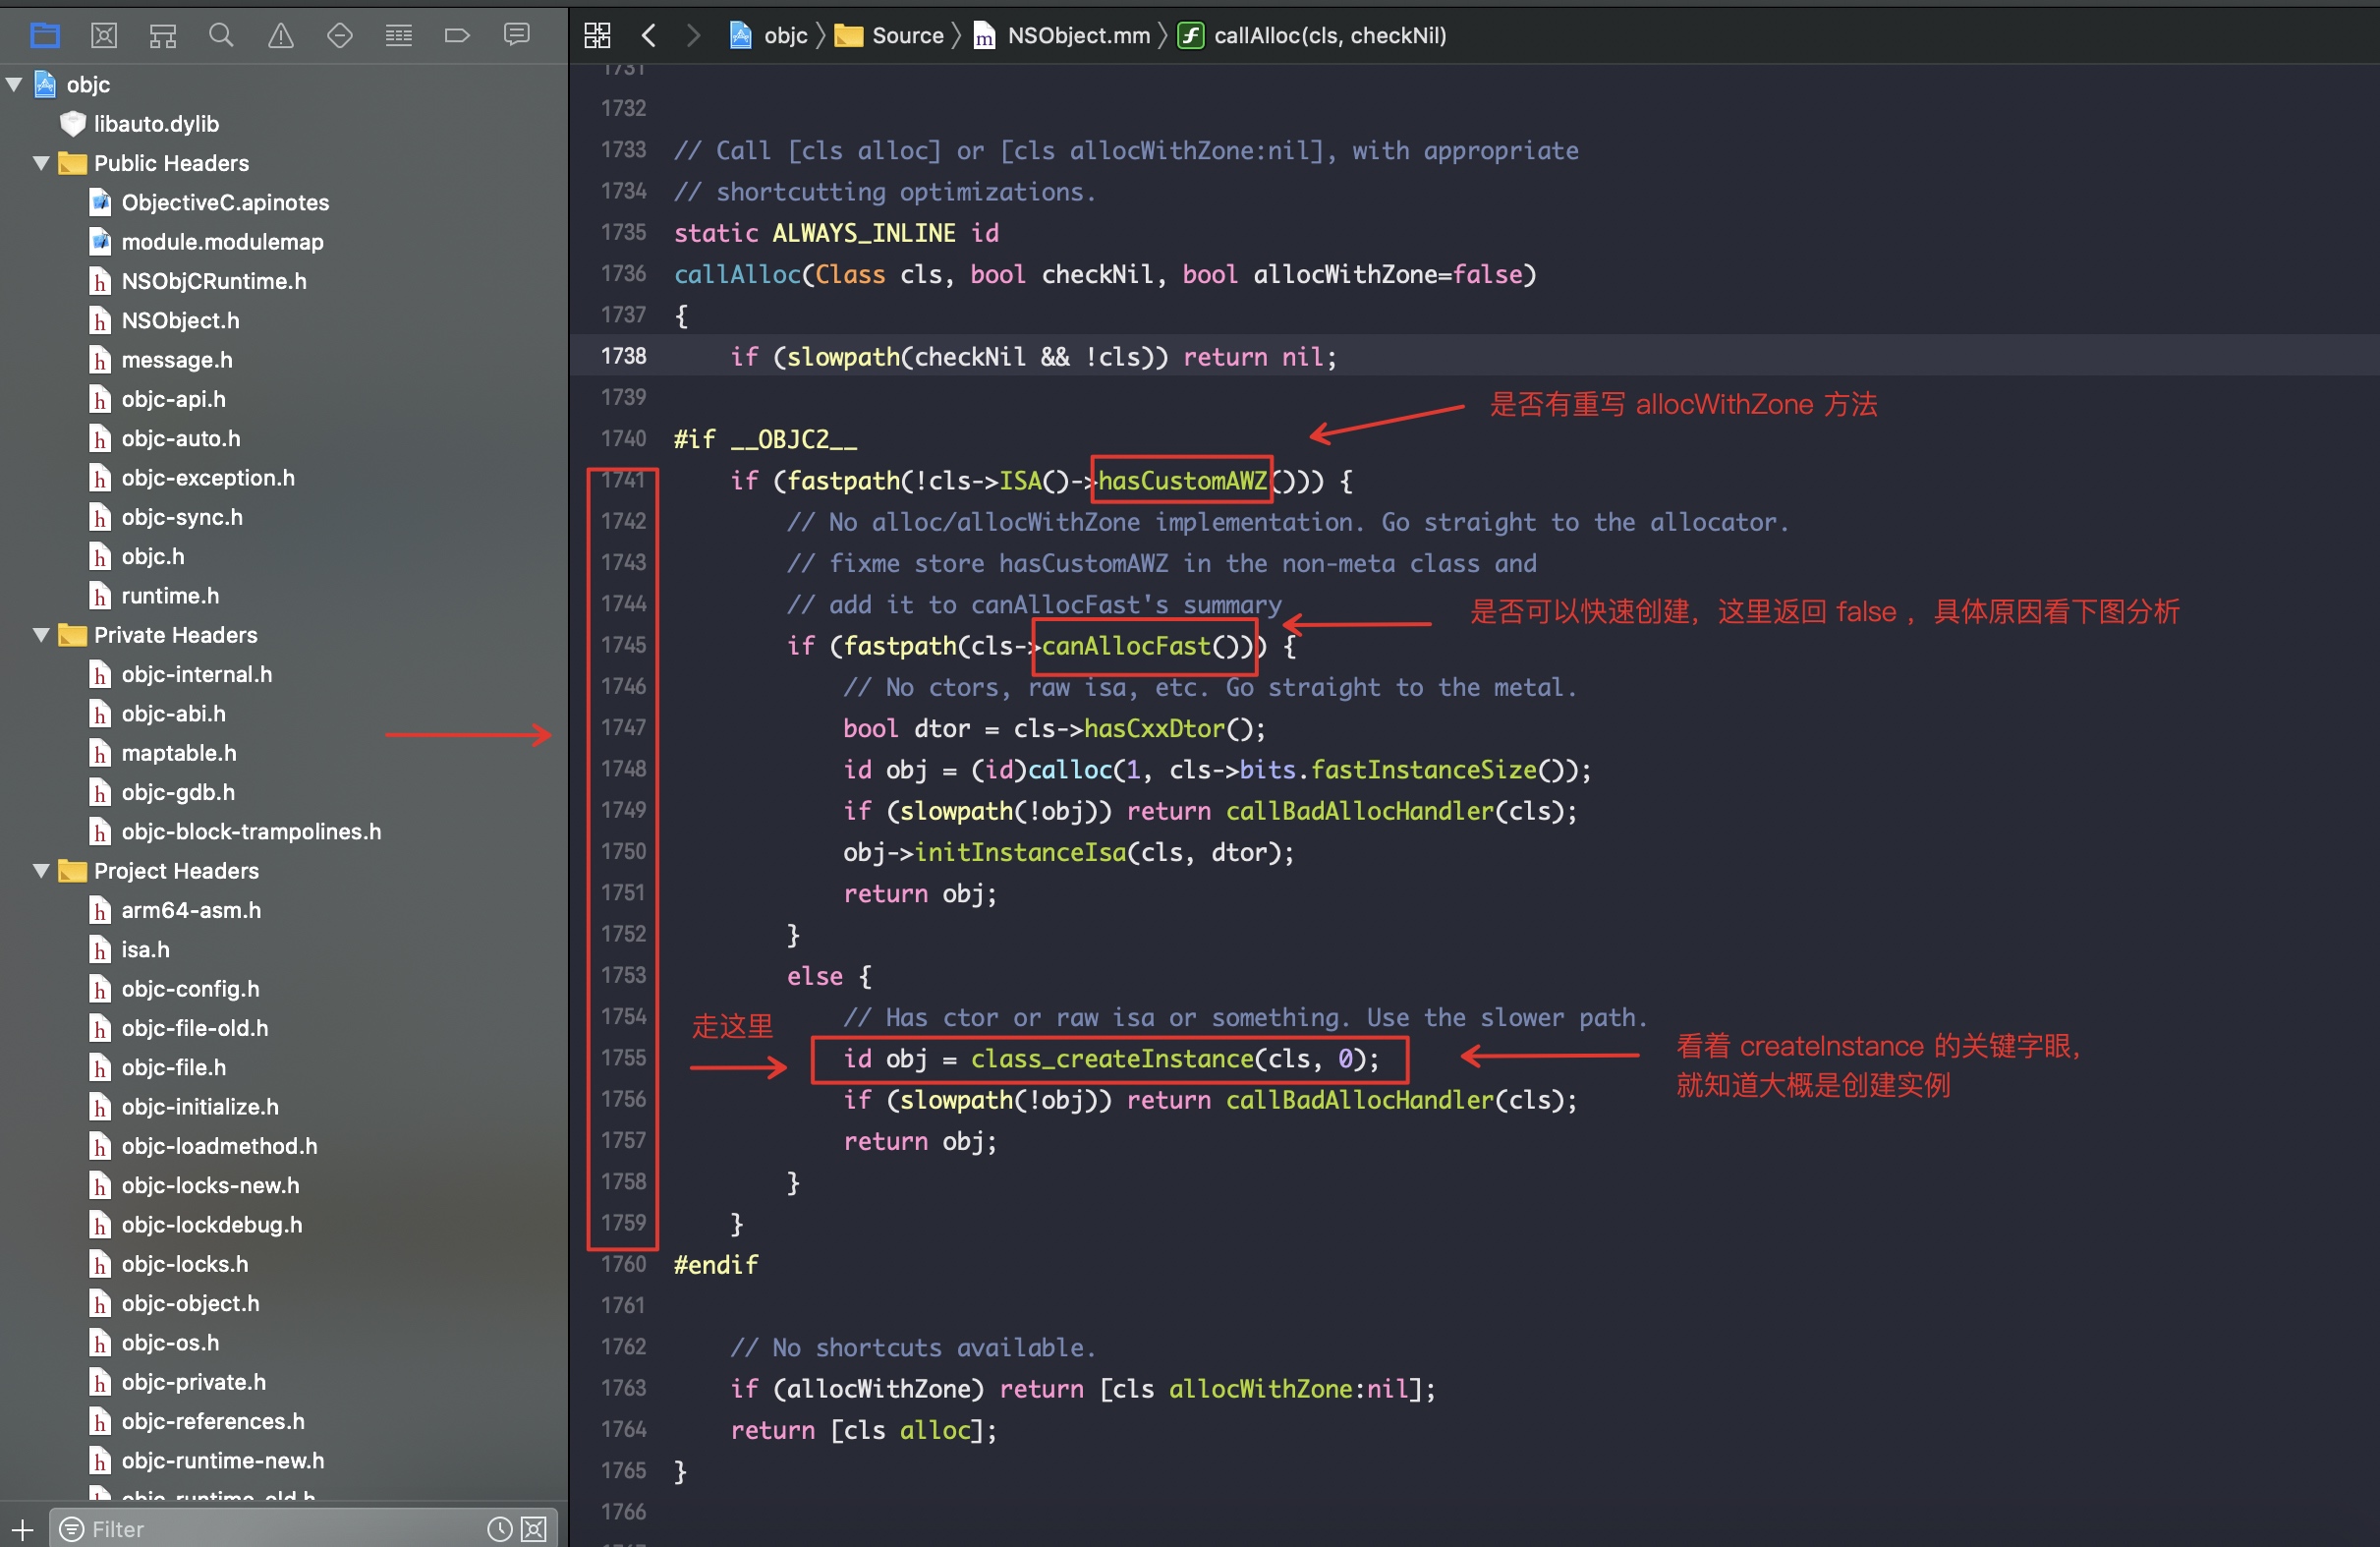 objc
libauto.dylib
Public Headers
ObjectiveC.apinotes
module.modulemap
NSObjCRuntime.h
NSObject.h
message.h
objc-api.h
objc-auto.h
objc-exception.h
objc-sync.h
objc.h
runtime.h
Private Headers
objc-internal.h
objc-abi.h
maptable.h
objc-gdb.h
objc-block-trampolines.h
Project Headers
arm64-asm.h
isa.h
objc-config.h
objc-file-old.h
objc-file.h
objc-initialize.h
objc-loadmethod.h
objc-locks-new.h
objc-lockdebug.h
objc-locks.h
objc-object.h
objc-os.h
objc-private.h
objc-references.h
objc-runtime-new.h
objc-runtime-old.h
Filter
objc Source NSObject.mm callAlloc(cls, checkNil)
1731
1732
1733 // Call [cls alloc] or [cls allocWithZone:nil], with appropriate
1734 // shortcutting optimizations.
1735 static ALWAYS_INLINE id
1736 callAlloc(Class cls, bool checkNil, bool allocWithZone=false)
1737 {
1738 if (slowpath(checkNil && !cls)) return nil;
1739
是否有重写 allocWithZone 方法
1740 #if __OBJC2__
1741 if (fastpath(!cls->ISA()->hasCustomAWZ())) {
1742 // No alloc/allocWithZone implementation. Go straight to the allocator.
1743 // fixme store hasCustomAWZ in the non-meta class and
1744 // add it to canAllocFast's summary
是否可以快速创建，这里返回 false ，具体原因看下图分析
1745 if (fastpath(cls->canAllocFast())) {
1746 // No ctors, raw isa, etc. Go straight to the metal.
1747 bool dtor = cls->hasCxxDtor();
1748 id obj = (id)calloc(1, cls->bits.fastInstanceSize());
1749 if (slowpath(!obj)) return callBadAllocHandler(cls);
1750 obj->initInstanceIsa(cls, dtor);
1751 return obj;
1752 }
1753 else {
1754 // Has ctor or raw isa or something. Use the slower path.
走这里
1755 id obj = class_createInstance(cls, 0);
看着 createInstance 的关键字眼，
就知道大概是创建实例
1756 if (slowpath(!obj)) return callBadAllocHandler(cls);
1757 return obj;
1758 }
1759 }
1760 #endif
1761
1762 // No shortcuts available.
1763 if (allocWithZone) return [cls allocWithZone:nil];
1764 return [cls alloc];
1765 }
1766